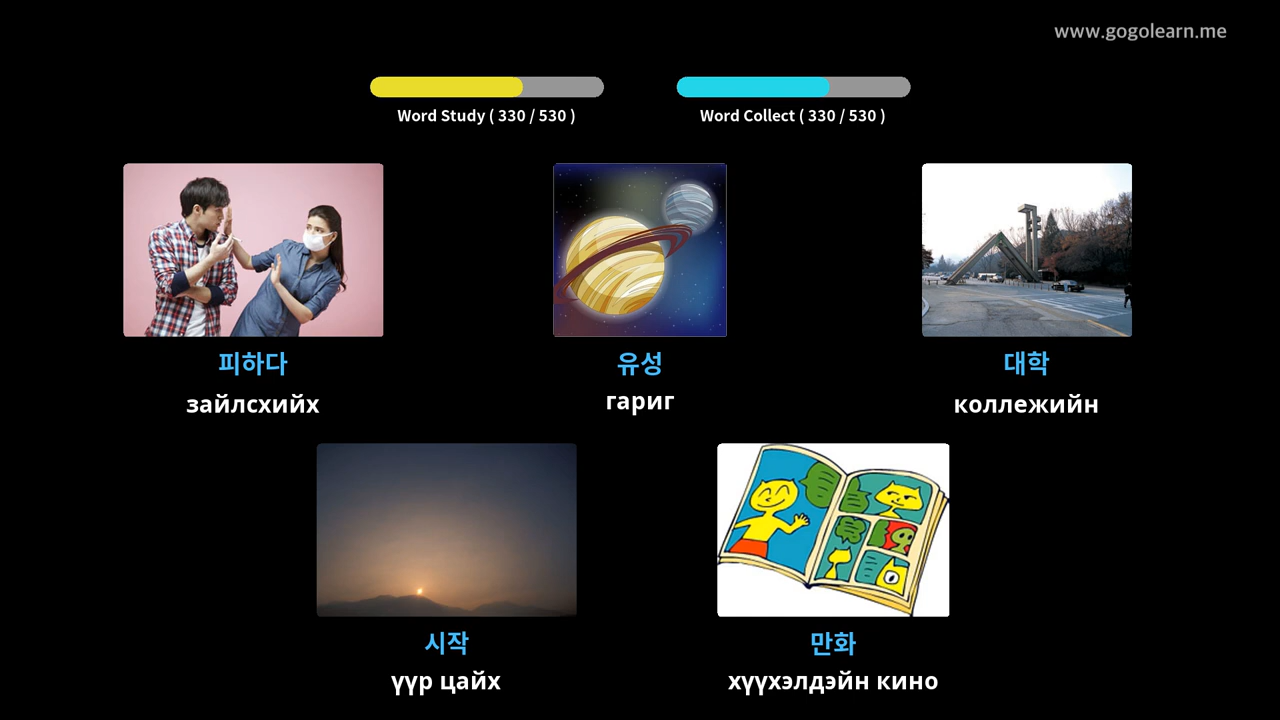 www.gogolearn.me
Word Study ( 330 / 530 )
Word Collect ( 330 / 530 )
피하다
유성
대학
зайлсхийх
гариг
коллежийн
시작
만화
үүр цайх
хүүхэлдэйн кино